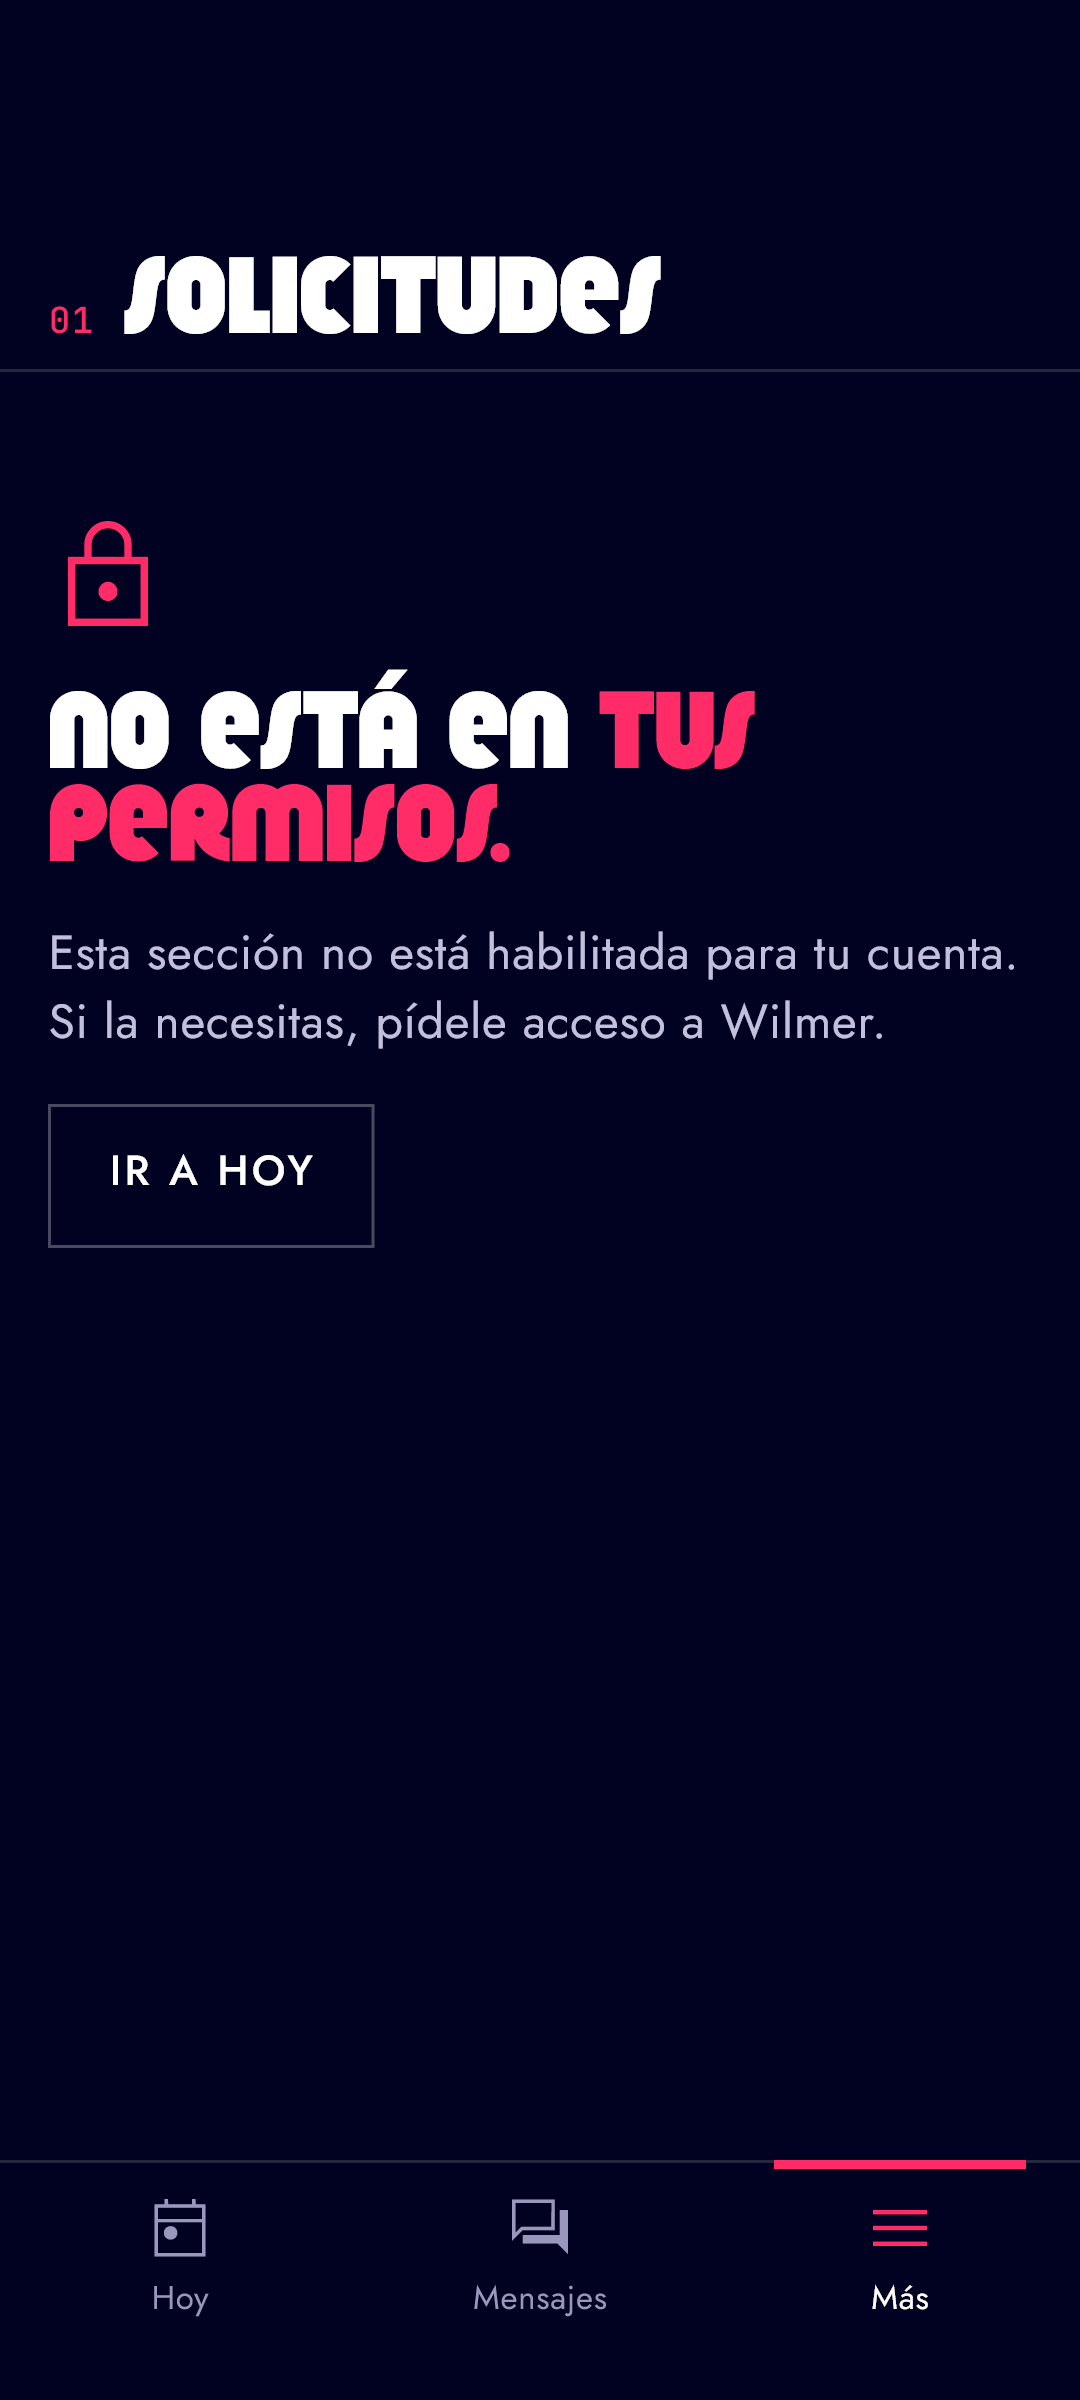 01 SOLICITUDES
NO ESTÁ EN TUS
PERMISOS.
Esta sección no está habilitada para tu cuenta.
Si la necesitas, pídele acceso a Wilmer.
IR A HOY
Hoy
Mensajes
Más